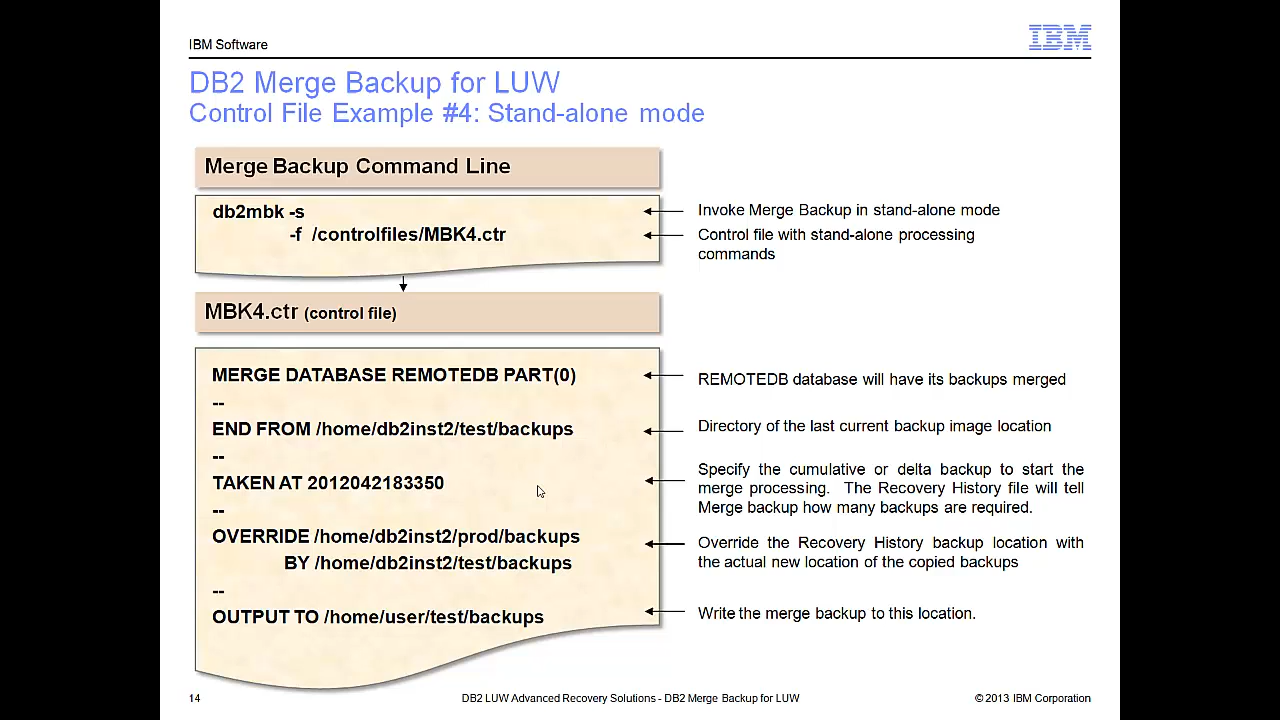 IBM Software
IBM
DB2 Merge Backup for LUW
Control File Example #4: Stand-alone mode
Merge Backup Command Line
db2mbk -s
-f /controlfiles/MBK4.ctr
Invoke Merge Backup in stand-alone mode
Control file with stand-alone processing
commands
MBK4.ctr (control file)
MERGE DATABASE REMOTEDB PART(0)
--
END FROM /home/db2inst2/test/backups
--
TAKEN AT 2012042183350
--
OVERRIDE /home/db2inst2/prod/backups
BY /home/db2inst2/test/backups
--
OUTPUT TO /home/user/test/backups
REMOTEDB database will have its backups merged
Directory of the last current backup image location
Specify the cumulative or delta backup to start the
merge processing. The Recovery History file will tell
Merge backup how many backups are required.
Override the Recovery History backup location with
the actual new location of the copied backups
Write the merge backup to this location.
14
DB2 LUW Advanced Recovery Solutions - DB2 Merge Backup for LUW
© 2013 IBM Corporation